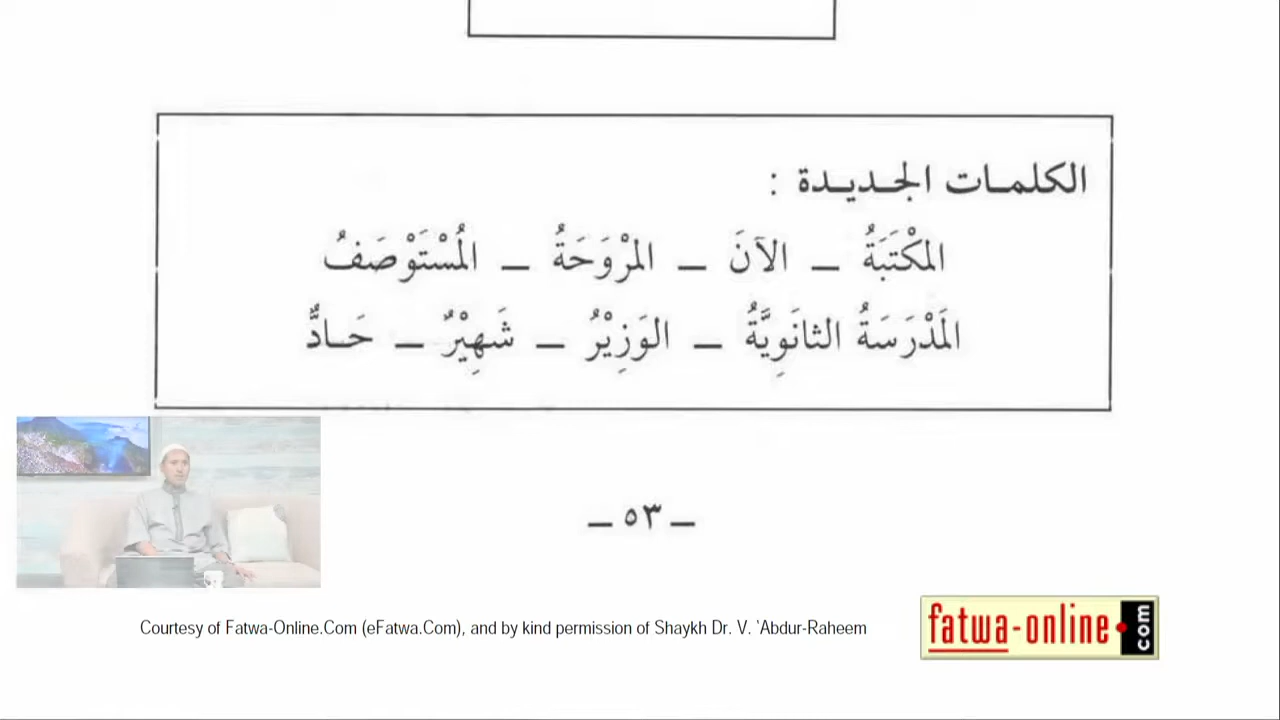 الكلمات الجديدة :
المَكْتَبَةُ – الآنَ – المِرْوَحَةُ – المُسْتَوْصَفُ
المَدْرَسَةُ الثانَوِيَّةُ – الوَزِيْرُ – شَهِيْرٌ – حَادٌّ
– ٥٣ –
Courtesy of Fatwa-Online.Com (eFatwa.Com), and by kind permission of Shaykh Dr. V. 'Abdur-Raheem
fatwa-online.com